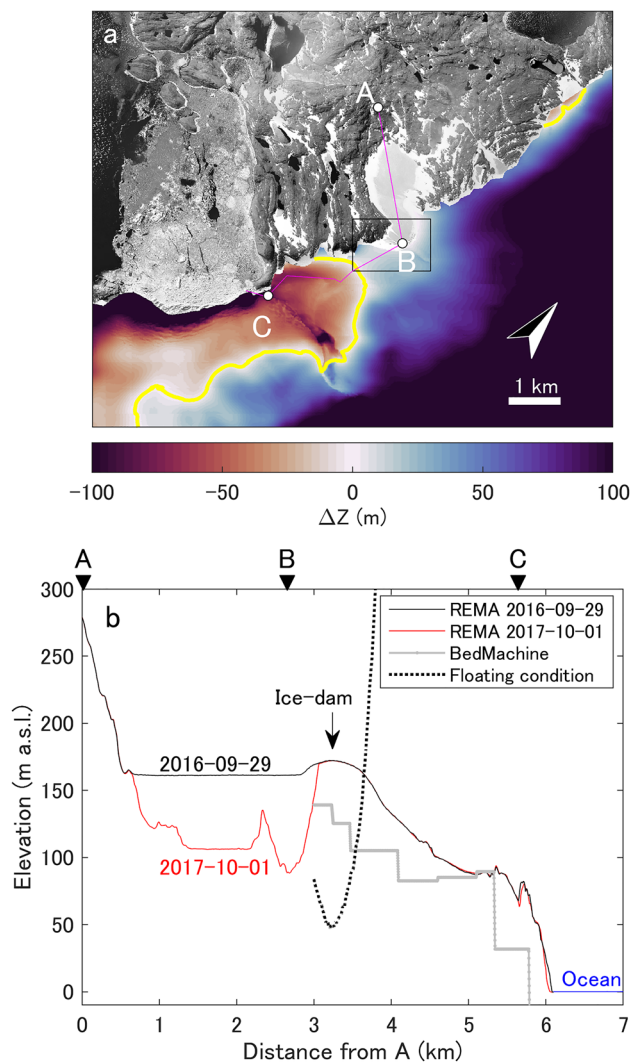 a
A
B
C
1 km
−100 −50 0 50 100
ΔZ (m)
A B C
b
300
250
200
150
100
50
0
Elevation (m a.s.l.)
REMA 2016-09-29
REMA 2017-10-01
BedMachine
Floating condition
Ice-dam
2016-09-29
2017-10-01
Ocean
0 1 2 3 4 5 6 7
Distance from A (km)